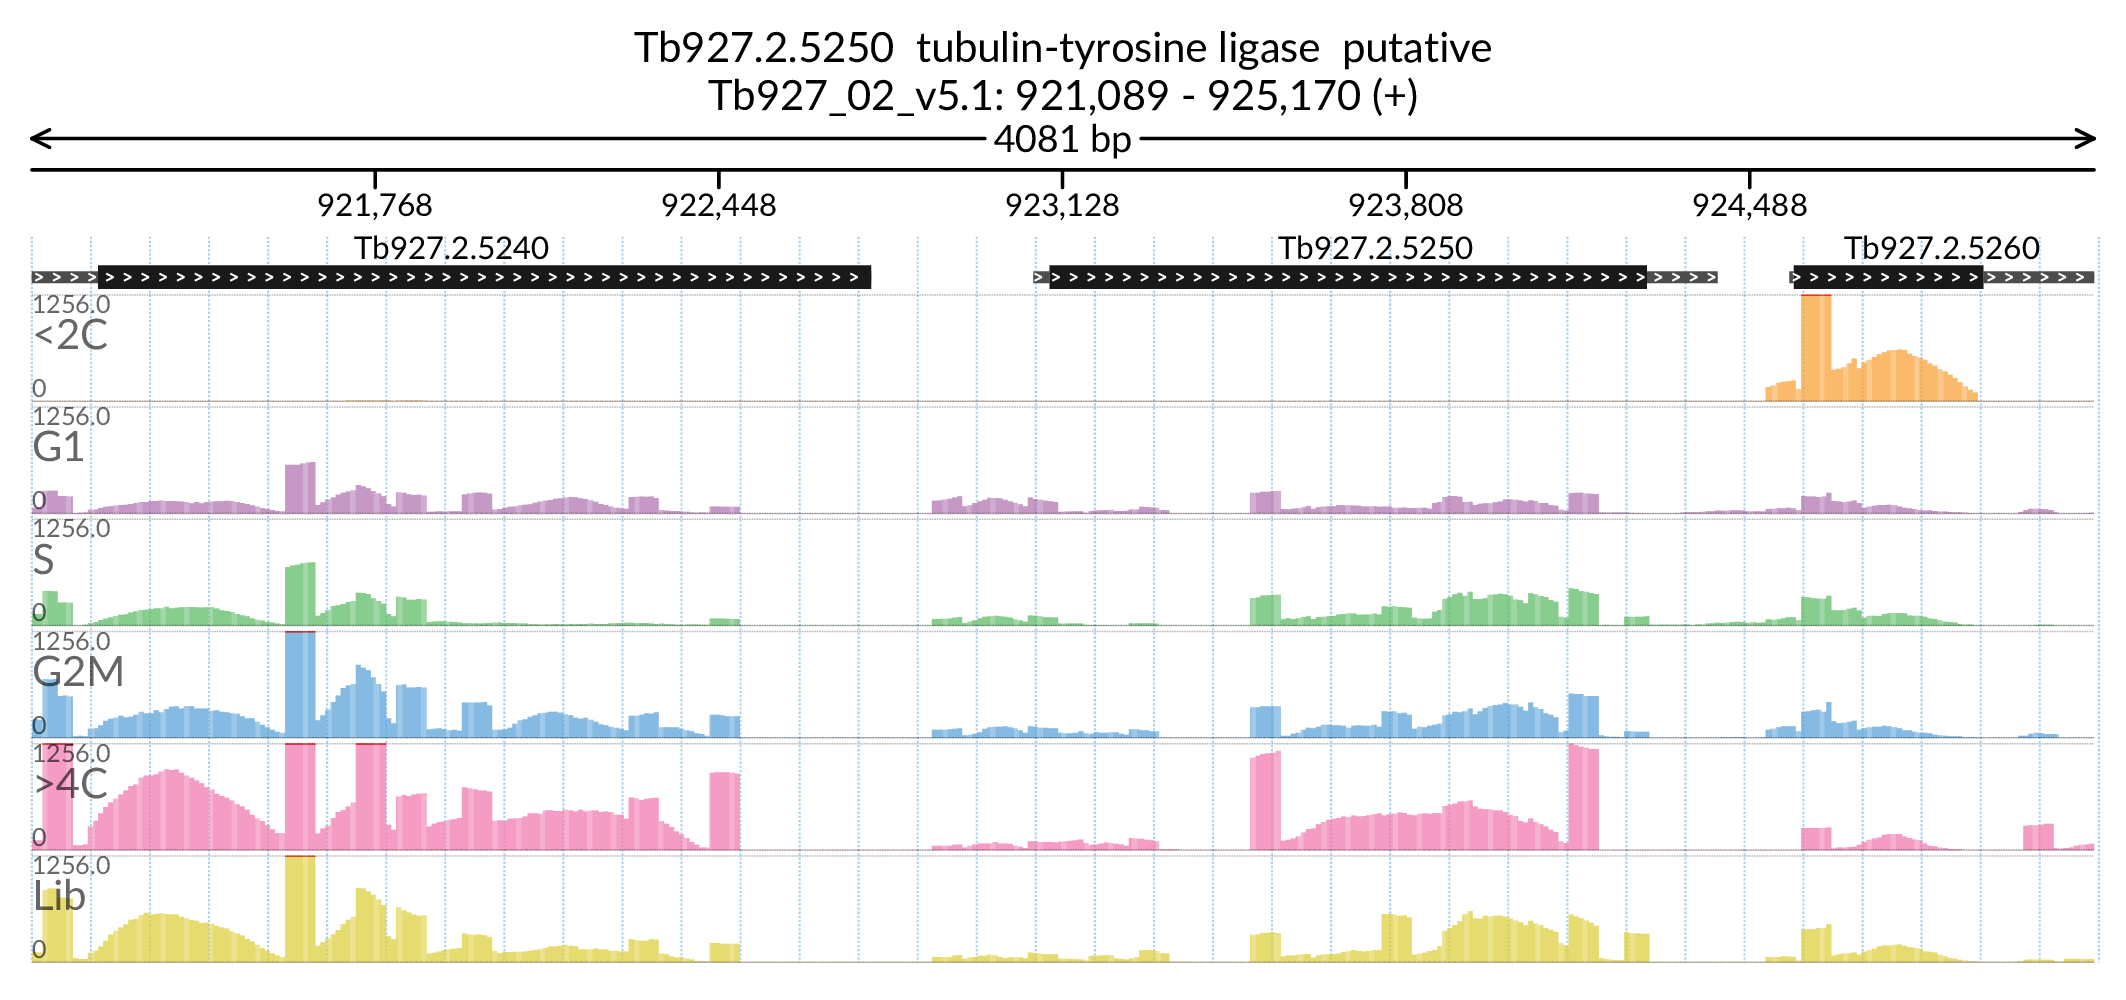 Tb927.2.5250  tubulin-tyrosine ligase  putative
Tb927_02_v5.1: 921,089 - 925,170 (+)
4081 bp
921,768 922,448 923,128 923,808 924,488
Tb927.2.5240 Tb927.2.5250 Tb927.2.5260
1256.0
<2C
0
1256.0
G1
0
1256.0
S
0
1256.0
G2M
0
1256.0
>4C
0
1256.0
Lib
0